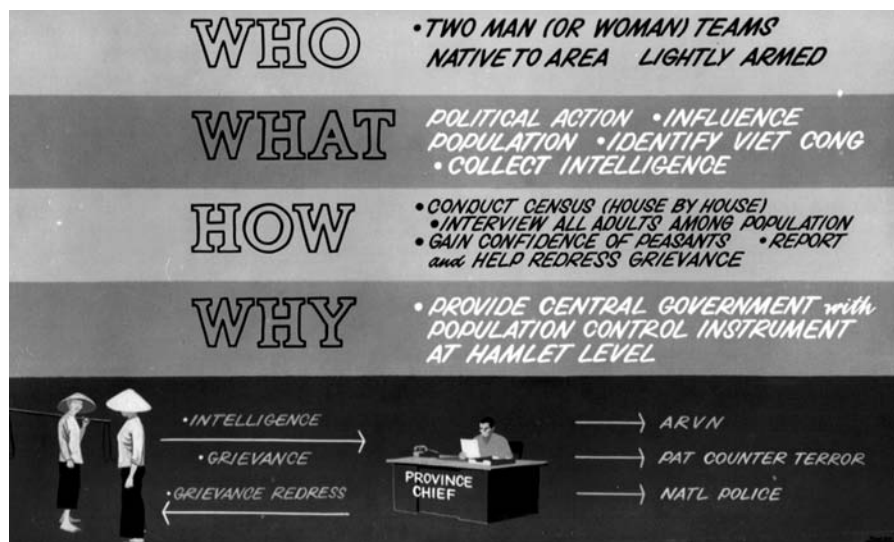 WHO
• TWO MAN (OR WOMAN) TEAMS
NATIVE TO AREA LIGHTLY ARMED
WHAT
POLITICAL ACTION • INFLUENCE
POPULATION • IDENTIFY VIET CONG
• COLLECT INTELLIGENCE
HOW
• CONDUCT CENSUS (HOUSE BY HOUSE)
• INTERVIEW ALL ADULTS AMONG POPULATION
• GAIN CONFIDENCE OF PEASANTS • REPORT
and HELP REDRESS GRIEVANCE
WHY
• PROVIDE CENTRAL GOVERNMENT with
POPULATION CONTROL INSTRUMENT
AT HAMLET LEVEL
• INTELLIGENCE
• GRIEVANCE
• GRIEVANCE REDRESS
PROVINCE
CHIEF
ARVN
PAT COUNTER TERROR
NATL POLICE